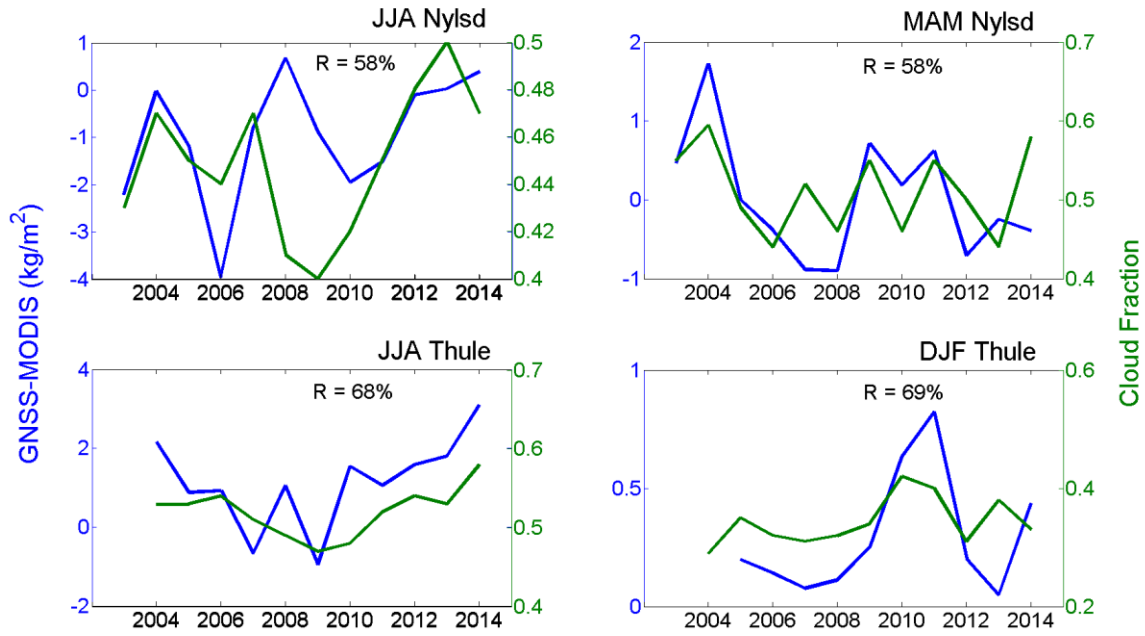 JJA Nylsd
MAM Nylsd
R = 58%
R = 58%
1
0
-1
-2
-3
-4
0.5
0.48
0.46
0.44
0.42
0.4
2
1
0
-1
0.7
0.6
0.5
0.4
2004 2006 2008 2010 2012 2014
2004 2006 2008 2010 2012 2014
GNSS-MODIS (kg/m²)
Cloud Fraction
JJA Thule
DJF Thule
R = 68%
R = 69%
4
2
0
-2
0.7
0.6
0.5
0.4
1
0.5
0
0.6
0.4
0.2
2004 2006 2008 2010 2012 2014
2004 2006 2008 2010 2012 2014